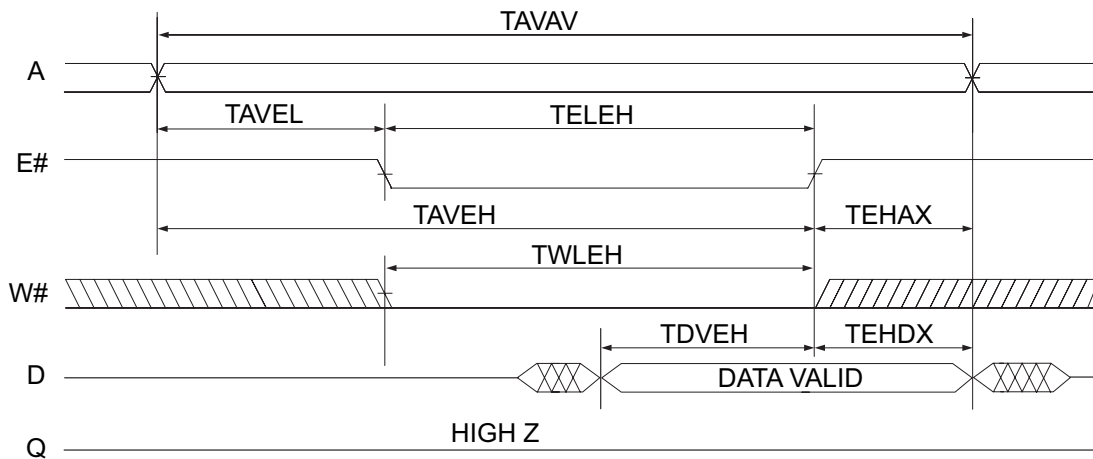 TAVAV
A
TAVEL TELEH
E#
TAVEH TEHAX
TWLEH
W#
TDVEH TEHDX
D DATA VALID
HIGH Z
Q